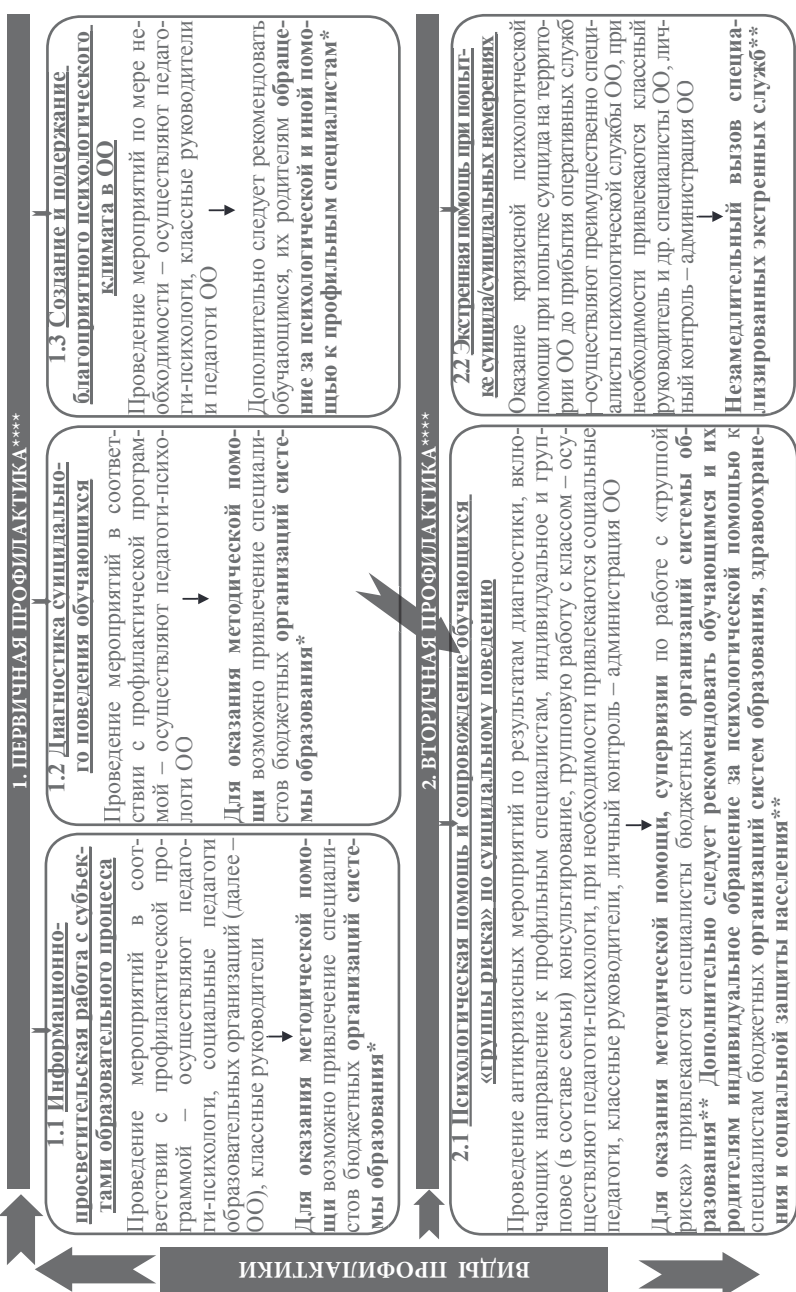 ВИДЫ ПРОФИЛАКТИКИ
1. ПЕРВИЧНАЯ ПРОФИЛАКТИКА****
1.1 Информационно-
просветительская работа с субъек-
тами образовательного процесса
Проведение мероприятий в соот-
ветствии с профилактической про-
граммой – осуществляют педаго-
ги-психологи, социальные педагоги
образовательных организаций (далее –
ОО), классные руководители
Для оказания методической помо-
щи возможно привлечение специали-
стов бюджетных организаций систе-
мы образования*
1.2 Диагностика суицидально-
го поведения обучающихся
Проведение мероприятий в соответ-
ствии с профилактической програм-
мой – осуществляют педагоги-психо-
логи ОО
Для оказания методической помо-
щи возможно привлечение специали-
стов бюджетных организаций систе-
мы образования*
1.3 Создание и подержание
благоприятного психологического
климата в ОО
Проведение мероприятий по мере не-
обходимости – осуществляют педаго-
ги-психологи, классные руководители
и педагоги ОО
Дополнительно следует рекомендовать
обучающимся, их родителям обраще-
ние за психологической и иной помо-
щью к профильным специалистам*
2. ВТОРИЧНАЯ ПРОФИЛАКТИКА****
2.1 Психологическая помощь и сопровождение обучающихся
«группы риска» по суицидальному поведению
Проведение антикризисных мероприятий по результатам диагностики, вклю-
чающих направление к профильным специалистам, индивидуальное и груп-
повое (в составе семьи) консультирование, групповую работу с классом – осу-
ществляют педагоги-психологи, при необходимости привлекаются социальные
педагоги, классные руководители, личный контроль – администрация ОО
Для оказания методической помощи, супервизии по работе с «группой
риска» привлекаются специалисты бюджетных организаций системы об-
разования** Дополнительно следует рекомендовать обучающимся и их
родителям индивидуальное обращение за психологической помощью к
специалистам бюджетных организаций систем образования, здравоохране-
ния и социальной защиты населения**
2.2 Экстренная помощь при попыт-
ке суицида/суицидальных намерениях
Оказание кризисной психологической
помощи при попытке суицида на террито-
рии ОО до прибытия оперативных служб
–осуществляют преимущественно специ-
алисты психологической службы ОО, при
необходимости привлекаются классный
руководитель и др. специалисты ОО, лич-
ный контроль – администрация ОО
Незамедлительный вызов специа-
лизированных экстренных служб**